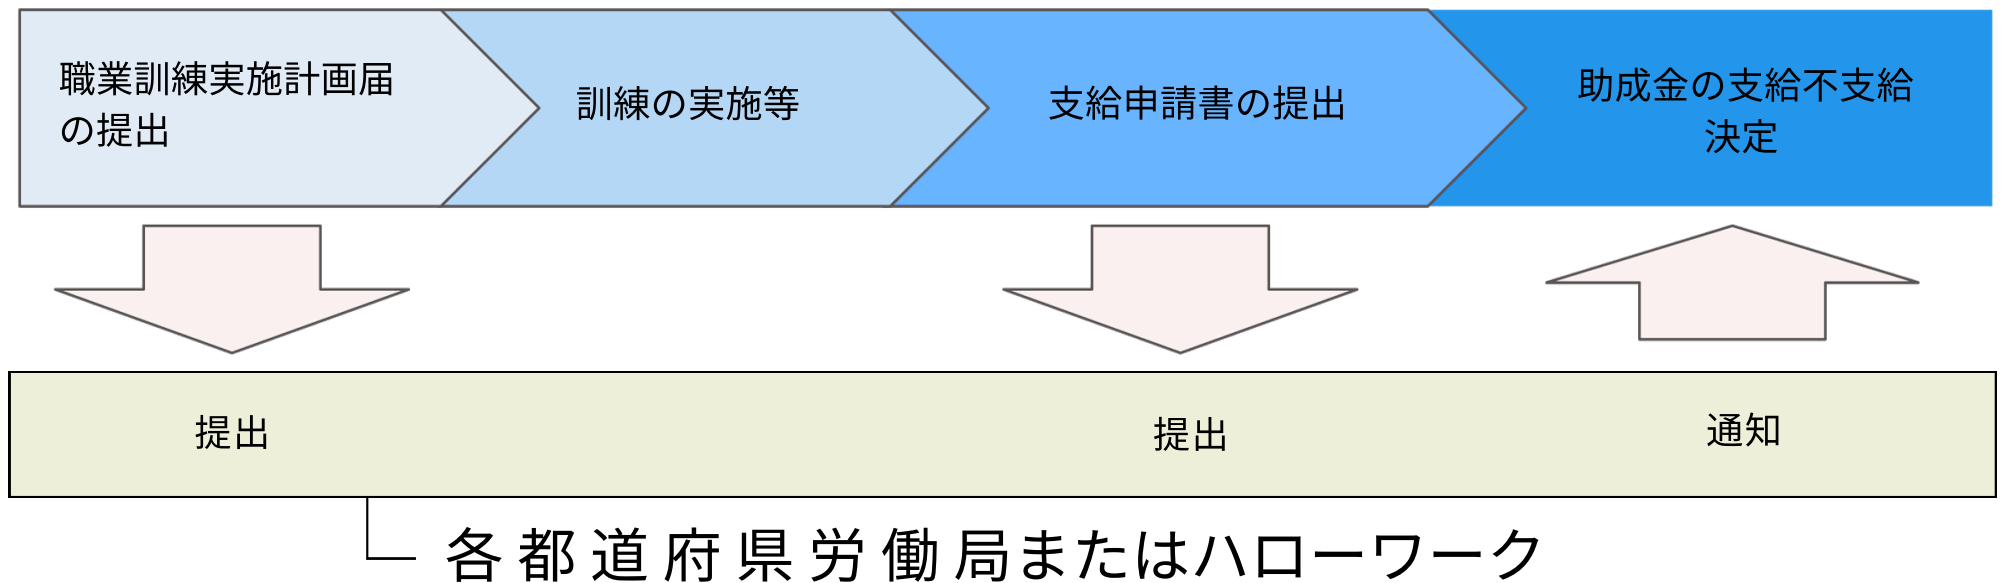 職業訓練実施計画届
の提出
訓練の実施等
支給申請書の提出
助成金の支給不支給
決定
提出
提出
通知
各都道府県労働局またはハローワーク